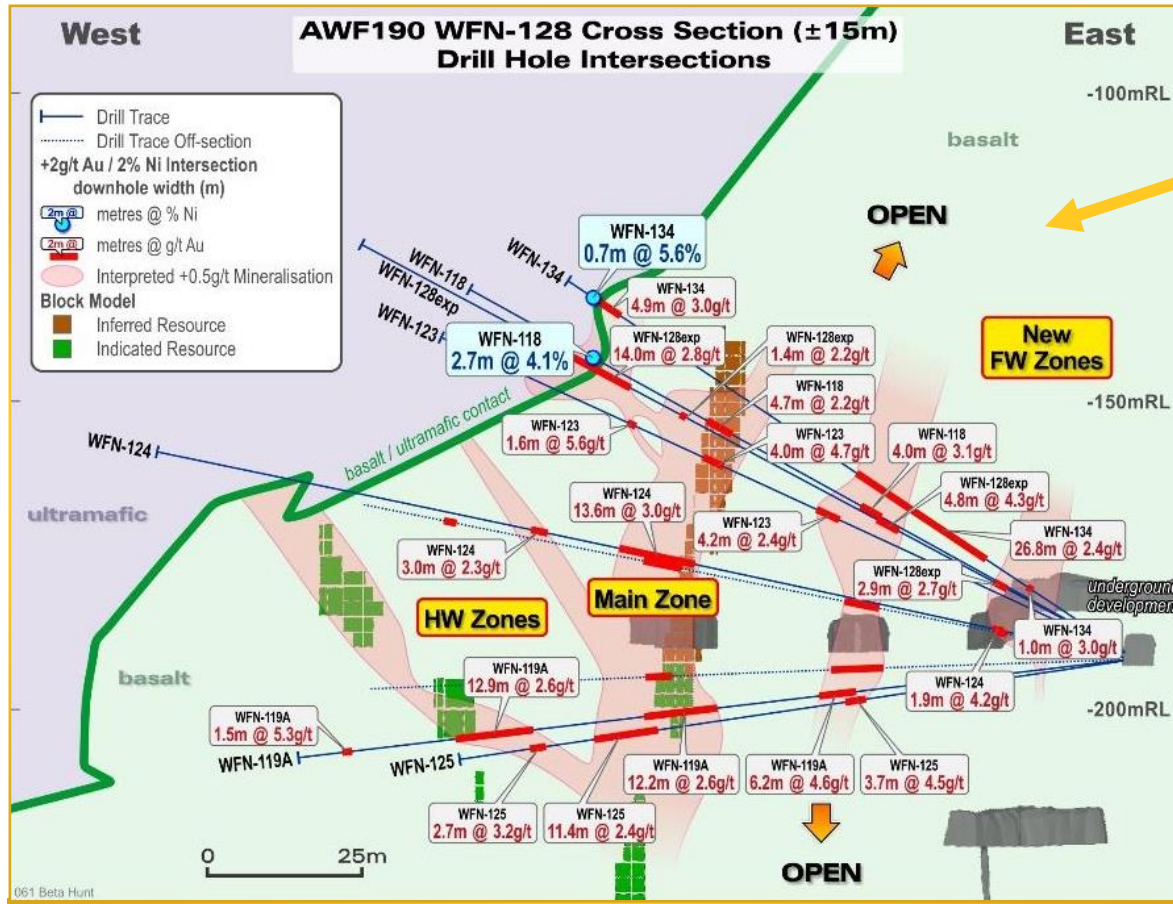 West
AWF190 WFN-128 Cross Section (±15m)
Drill Hole Intersections
East
Drill Trace
Drill Trace Off-section
+2g/t Au / 2% Ni Intersection
downhole width (m)
2m @
metres @ % Ni
2m @
metres @ g/t Au
Interpreted +0.5g/t Mineralisation
Block Model
Inferred Resource
Indicated Resource
-100mRL
basalt
OPEN
WFN-134
WFN-134
0.7m @ 5.6%
WFN-118
WFN-128exp
WFN-123
WFN-134
4.9m @ 3.0g/t
New
FW Zones
WFN-118
2.7m @ 4.1%
WFN-128exp
14.0m @ 2.8g/t
WFN-128exp
1.4m @ 2.2g/t
WFN-118
4.7m @ 2.2g/t
-150mRL
WFN-124
basalt / ultramafic contact
WFN-123
1.6m @ 5.6g/t
WFN-123
4.0m @ 4.7g/t
WFN-118
4.0m @ 3.1g/t
WFN-128exp
4.8m @ 4.3g/t
ultramafic
WFN-124
3.0m @ 2.3g/t
WFN-124
13.6m @ 3.0g/t
WFN-123
4.2m @ 2.4g/t
WFN-134
26.8m @ 2.4g/t
WFN-128exp
2.9m @ 2.7g/t
underground
development
HW Zones
Main Zone
WFN-134
1.0m @ 3.0g/t
basalt
WFN-119A
12.9m @ 2.6g/t
WFN-124
1.9m @ 4.2g/t
-200mRL
WFN-119A
1.5m @ 5.3g/t
WFN-119A
WFN-125
WFN-119A
12.2m @ 2.6g/t
WFN-119A
6.2m @ 4.6g/t
WFN-125
3.7m @ 4.5g/t
WFN-125
2.7m @ 3.2g/t
WFN-125
11.4m @ 2.4g/t
0
25m
OPEN
061 Beta Hunt